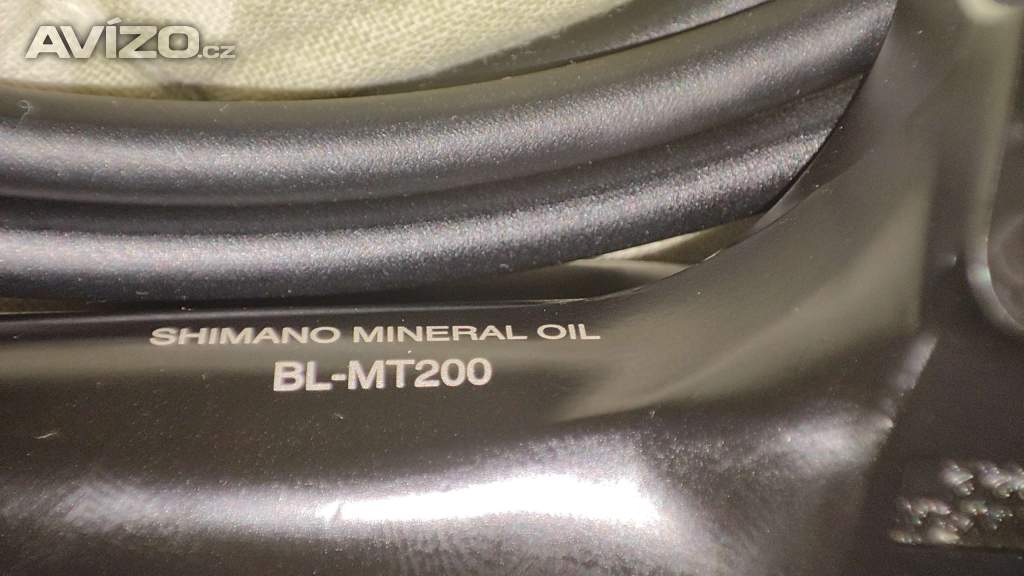 AVÍZO.cz
SHIMANO MINERAL OIL
BL-MT200